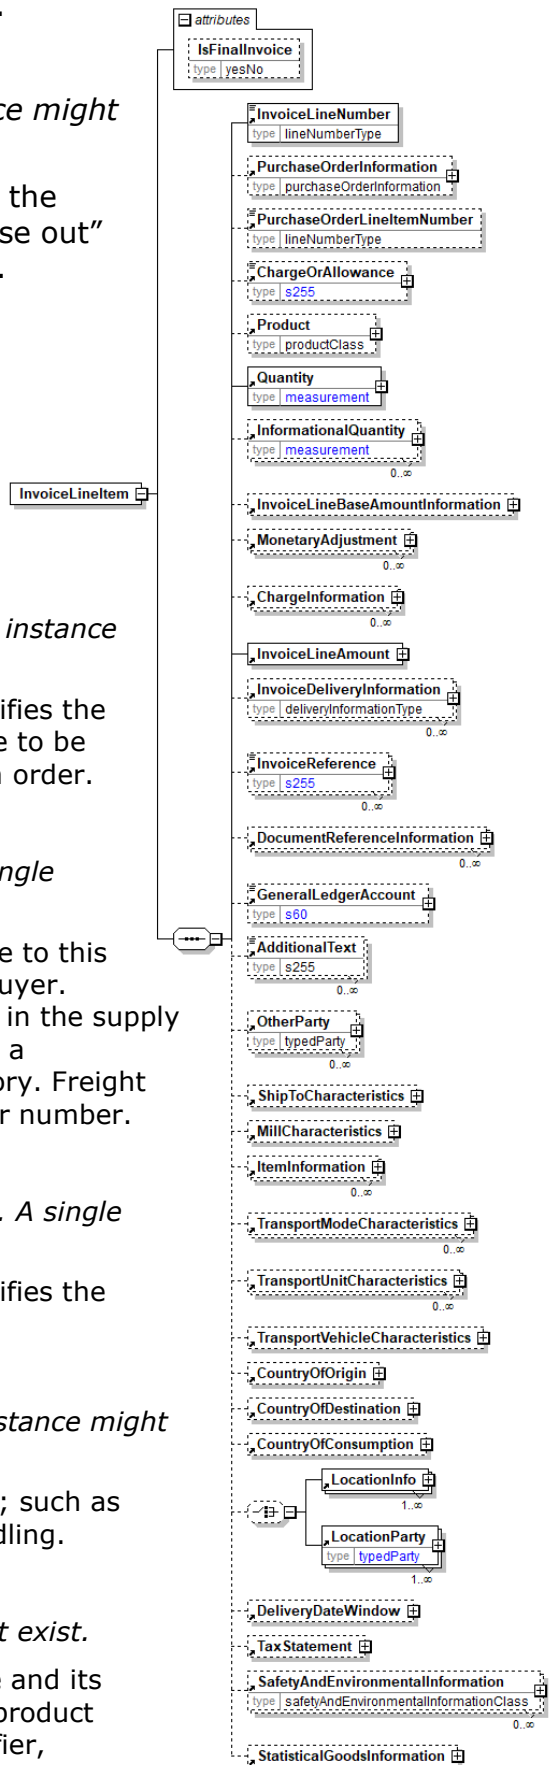 .
ce might
the
se out”
.
instance
ifies the
e to be
n order.
ngle
e to this
uyer.
in the supply
a
ory. Freight
r number.
. A single
ifies the
stance might
; such as
dling.
t exist.
e and its
product
fier,
attributes
IsFinalInvoice
type yesNo
InvoiceLineItem
InvoiceLineNumber
type lineNumberType
PurchaseOrderInformation
type purchaseOrderInformation
PurchaseOrderLineItemNumber
type lineNumberType
ChargeOrAllowance
type s255
Product
type productClass
Quantity
type measurement
InformationalQuantity
type measurement
0..∞
InvoiceLineBaseAmountInformation
MonetaryAdjustment
0..∞
ChargeInformation
0..∞
InvoiceLineAmount
InvoiceDeliveryInformation
type deliveryInformationType
0..∞
InvoiceReference
type s255
0..∞
DocumentReferenceInformation
0..∞
GeneralLedgerAccount
type s60
AdditionalText
type s255
0..∞
OtherParty
type typedParty
0..∞
ShipToCharacteristics
MillCharacteristics
ItemInformation
0..∞
TransportModeCharacteristics
0..∞
TransportUnitCharacteristics
0..∞
TransportVehicleCharacteristics
CountryOfOrigin
CountryOfDestination
CountryOfConsumption
LocationInfo
1..∞
LocationParty
type typedParty
1..∞
DeliveryDateWindow
TaxStatement
SafetyAndEnvironmentalInformation
type safetyAndEnvironmentalInformationClass
0..∞
StatisticalGoodsInformation